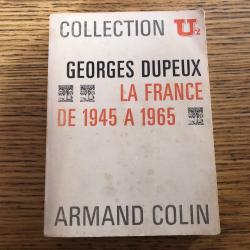 COLLECTION U2
GEORGES DUPEUX
LA FRANCE
DE 1945 A 1965
ARMAND COLIN